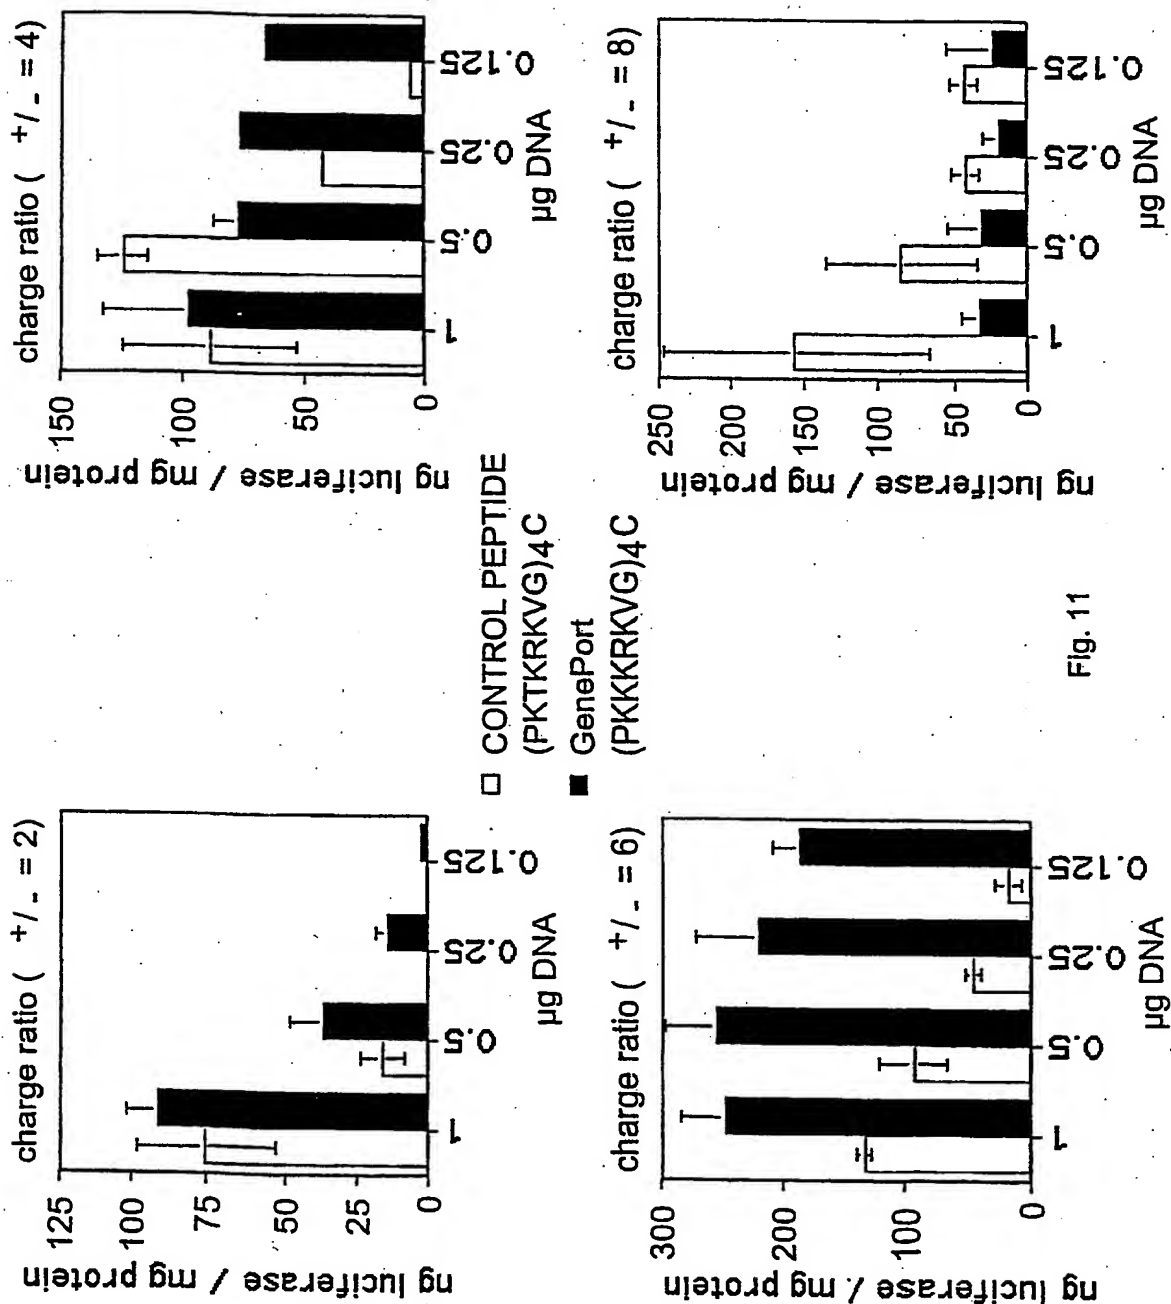 charge ratio ( +/- = 2)
ng luciferase / mg protein
125
100
75
50
25
0
1
0.5
0.25
0.125
µg DNA
charge ratio ( +/- = 4)
ng luciferase / mg protein
150
100
50
0
1
0.5
0.25
0.125
µg DNA
□ CONTROL PEPTIDE
(PKTKRKVG)4C
■ GenePort
(PKKKRKVG)4C
charge ratio ( +/- = 6)
ng luciferase / mg protein
300
200
100
0
1
0.5
0.25
0.125
µg DNA
charge ratio ( +/- = 8)
ng luciferase / mg protein
250
200
150
100
50
0
1
0.5
0.25
0.125
µg DNA
Fig. 11